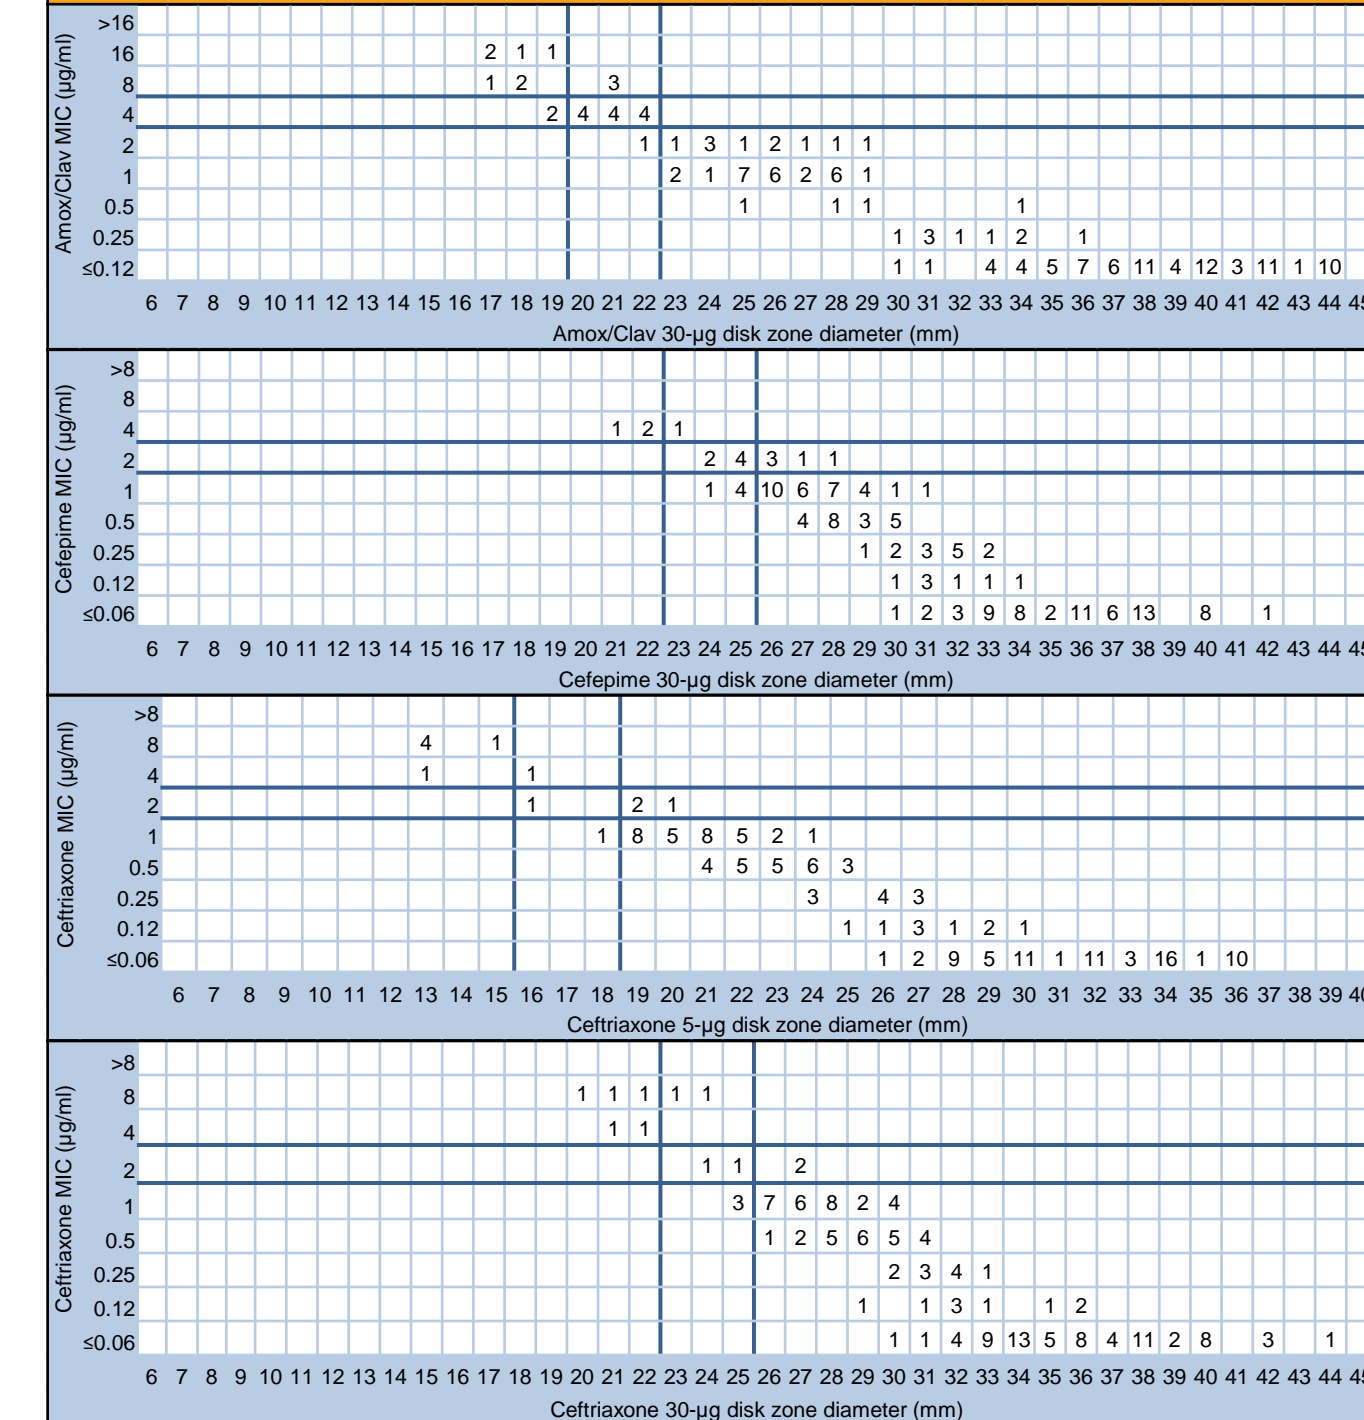 Amox/Clav MIC (µg/ml)
>16
16 2 1 1
8 1 2 3
4 2 4 4 4
2 1 1 3 1 2 1 1 1
1 2 1 7 6 2 6 1
0.5 1 1 1 1
0.25 1 3 1 1 2 1
≤0.12 1 1 4 4 5 7 6 11 4 12 3 11 1 10
6 7 8 9 10 11 12 13 14 15 16 17 18 19 20 21 22 23 24 25 26 27 28 29 30 31 32 33 34 35 36 37 38 39 40 41 42 43 44 45
Amox/Clav 30-µg disk zone diameter (mm)
Cefepime MIC (µg/ml)
>8
8
4 1 2 1
2 2 4 3 1 1
1 1 4 10 6 7 4 1 1
0.5 4 8 3 5
0.25 1 2 3 5 2
0.12 1 3 1 1 1
≤0.06 1 2 3 9 8 2 11 6 13 8 1
6 7 8 9 10 11 12 13 14 15 16 17 18 19 20 21 22 23 24 25 26 27 28 29 30 31 32 33 34 35 36 37 38 39 40 41 42 43 44 45
Cefepime 30-µg disk zone diameter (mm)
Ceftriaxone MIC (µg/ml)
>8
8 4 1
4 1 1
2 1 2 1
1 1 8 5 8 5 2 1
0.5 4 5 5 6 3
0.25 3 4 3
0.12 1 1 3 1 2 1
≤0.06 1 2 9 5 11 1 11 3 16 1 10
6 7 8 9 10 11 12 13 14 15 16 17 18 19 20 21 22 23 24 25 26 27 28 29 30 31 32 33 34 35 36 37 38 39 40
Ceftriaxone 5-µg disk zone diameter (mm)
Ceftriaxone MIC (µg/ml)
>8
8 1 1 1 1 1
4 1 1
2 1 1 2
1 3 7 6 8 2 4
0.5 1 2 5 6 5 4
0.25 2 3 4 1
0.12 1 1 3 1 1 2
≤0.06 1 1 4 9 13 5 8 4 11 2 8 3 1
6 7 8 9 10 11 12 13 14 15 16 17 18 19 20 21 22 23 24 25 26 27 28 29 30 31 32 33 34 35 36 37 38 39 40 41 42 43 44 45
Ceftriaxone 30-µg disk zone diameter (mm)